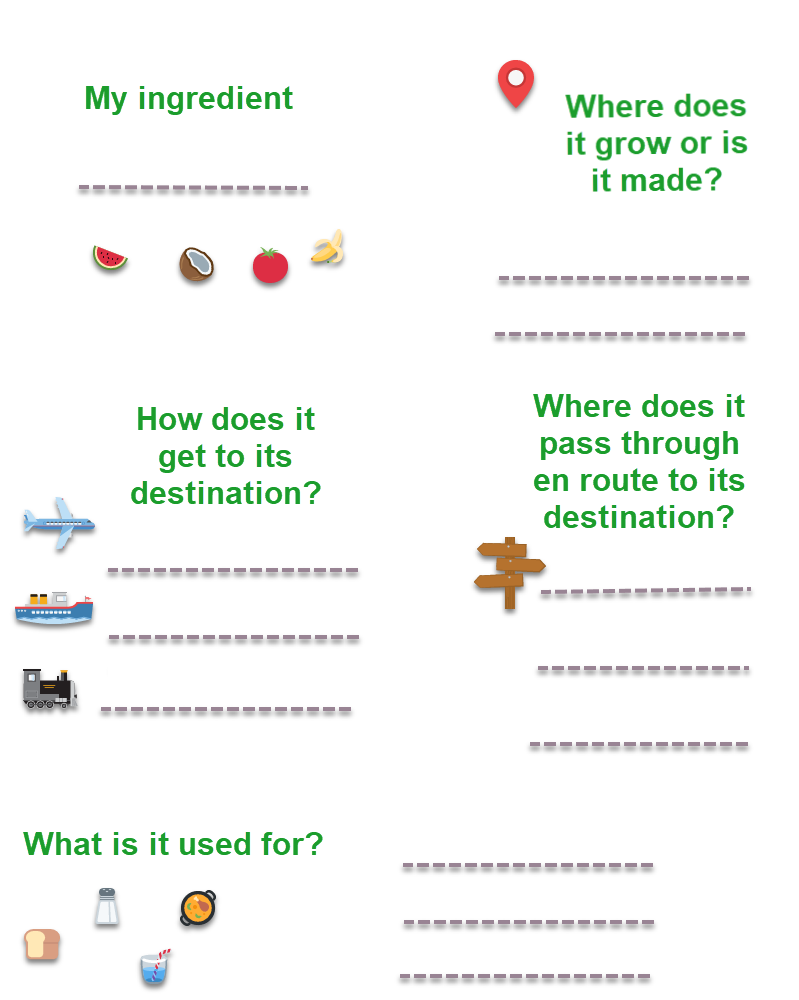 My ingredient
Where does
it grow or is
it made?
How does it
get to its
destination?
Where does it
pass through
en route to its
destination?
What is it used for?